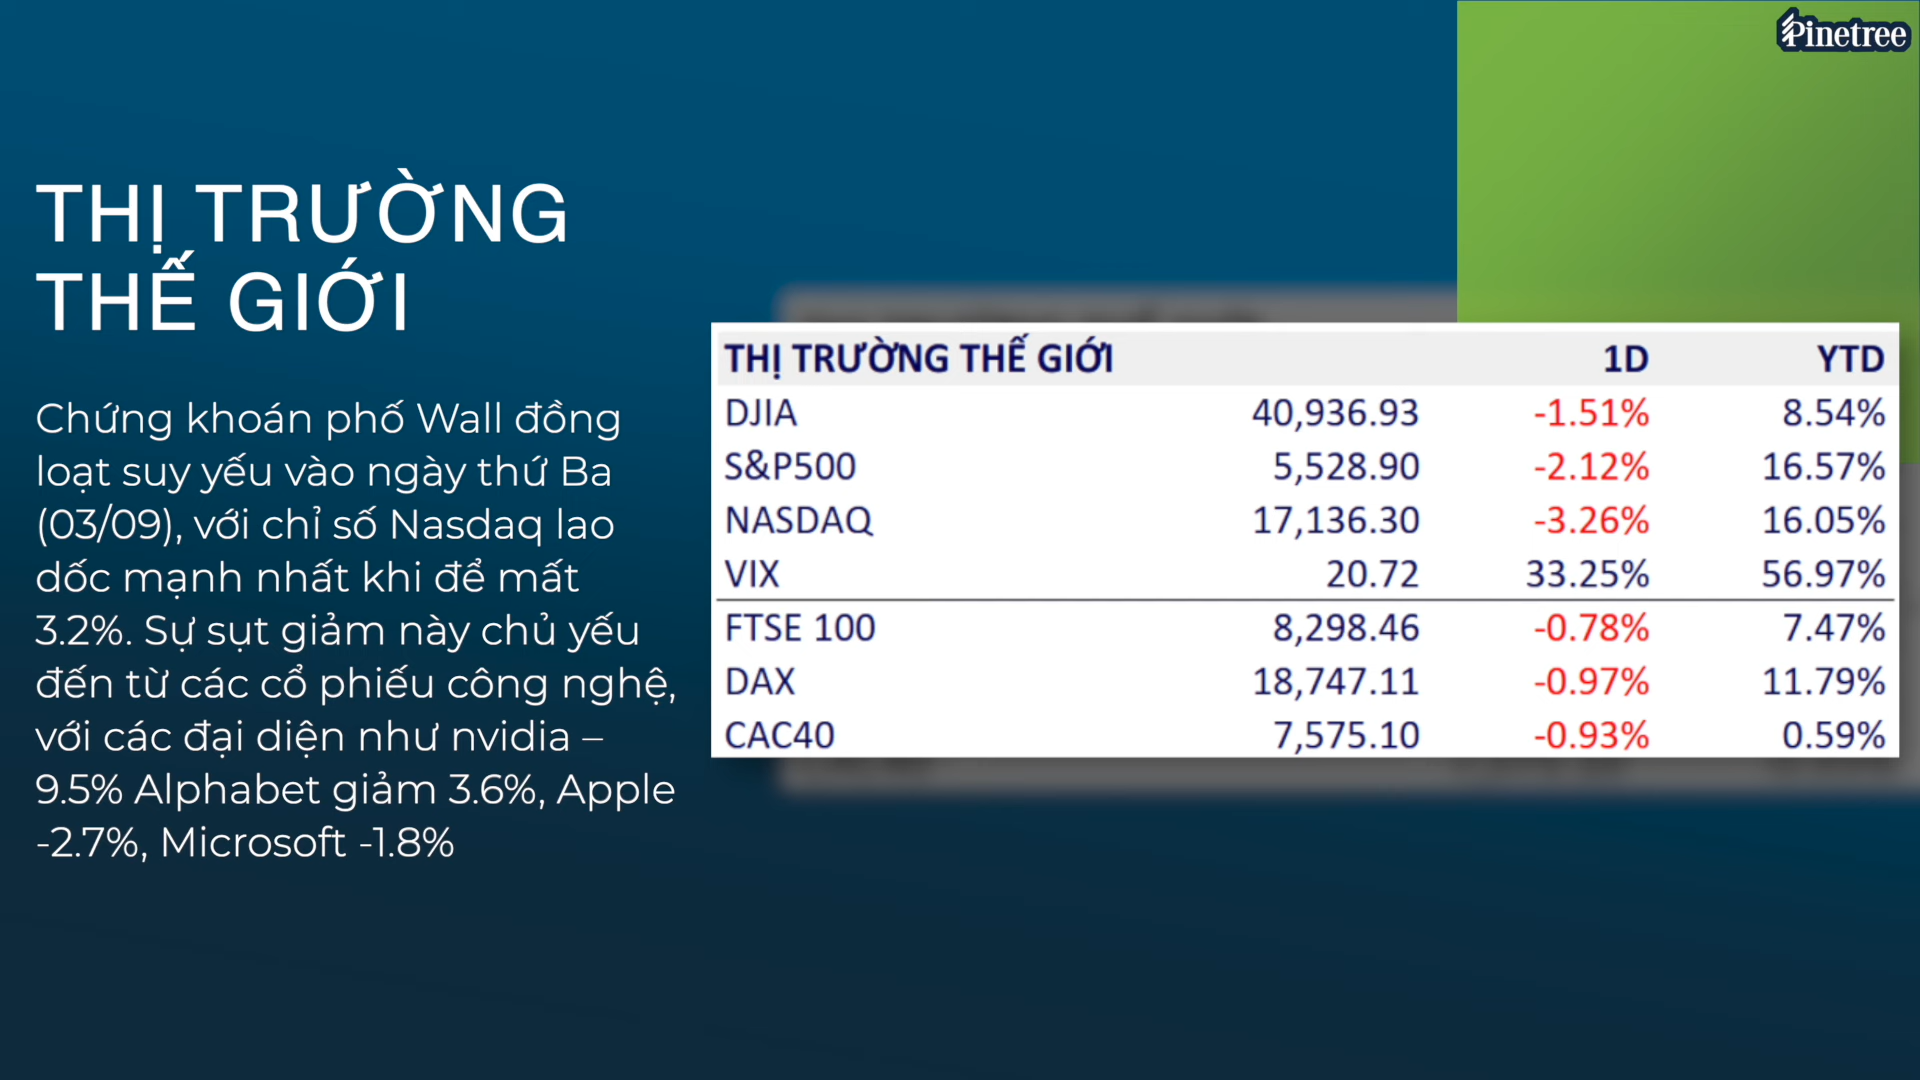 Pinetree
THỊ TRƯỜNG
THẾ GIỚI
Chứng khoán phố Wall đồng
loạt suy yếu vào ngày thứ Ba
(03/09), với chỉ số Nasdaq lao
dốc mạnh nhất khi để mất
3.2%. Sự sụt giảm này chủ yếu
đến từ các cổ phiếu công nghệ,
với các đại diện như nvidia –
9.5% Alphabet giảm 3.6%, Apple
-2.7%, Microsoft -1.8%
THỊ TRƯỜNG THẾ GIỚI 1D YTD
DJIA 40,936.93 -1.51% 8.54%
S&P500 5,528.90 -2.12% 16.57%
NASDAQ 17,136.30 -3.26% 16.05%
VIX 20.72 33.25% 56.97%
FTSE 100 8,298.46 -0.78% 7.47%
DAX 18,747.11 -0.97% 11.79%
CAC40 7,575.10 -0.93% 0.59%